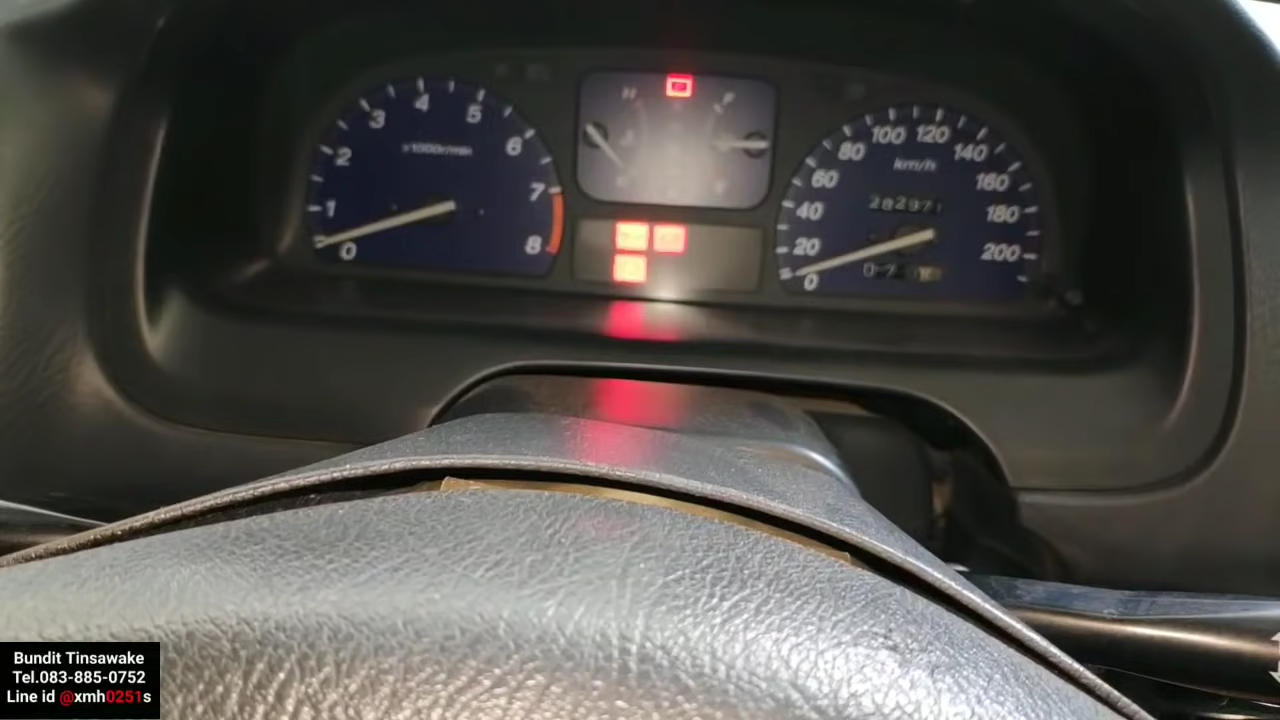 0 1 2 3 4 5 6 7 8
x1000r/min
H
F
0 20 40 60 80 100 120 140 160 180 200
km/h
Bundit Tinsawake
Tel.083-885-0752
Line id @xmh0251s